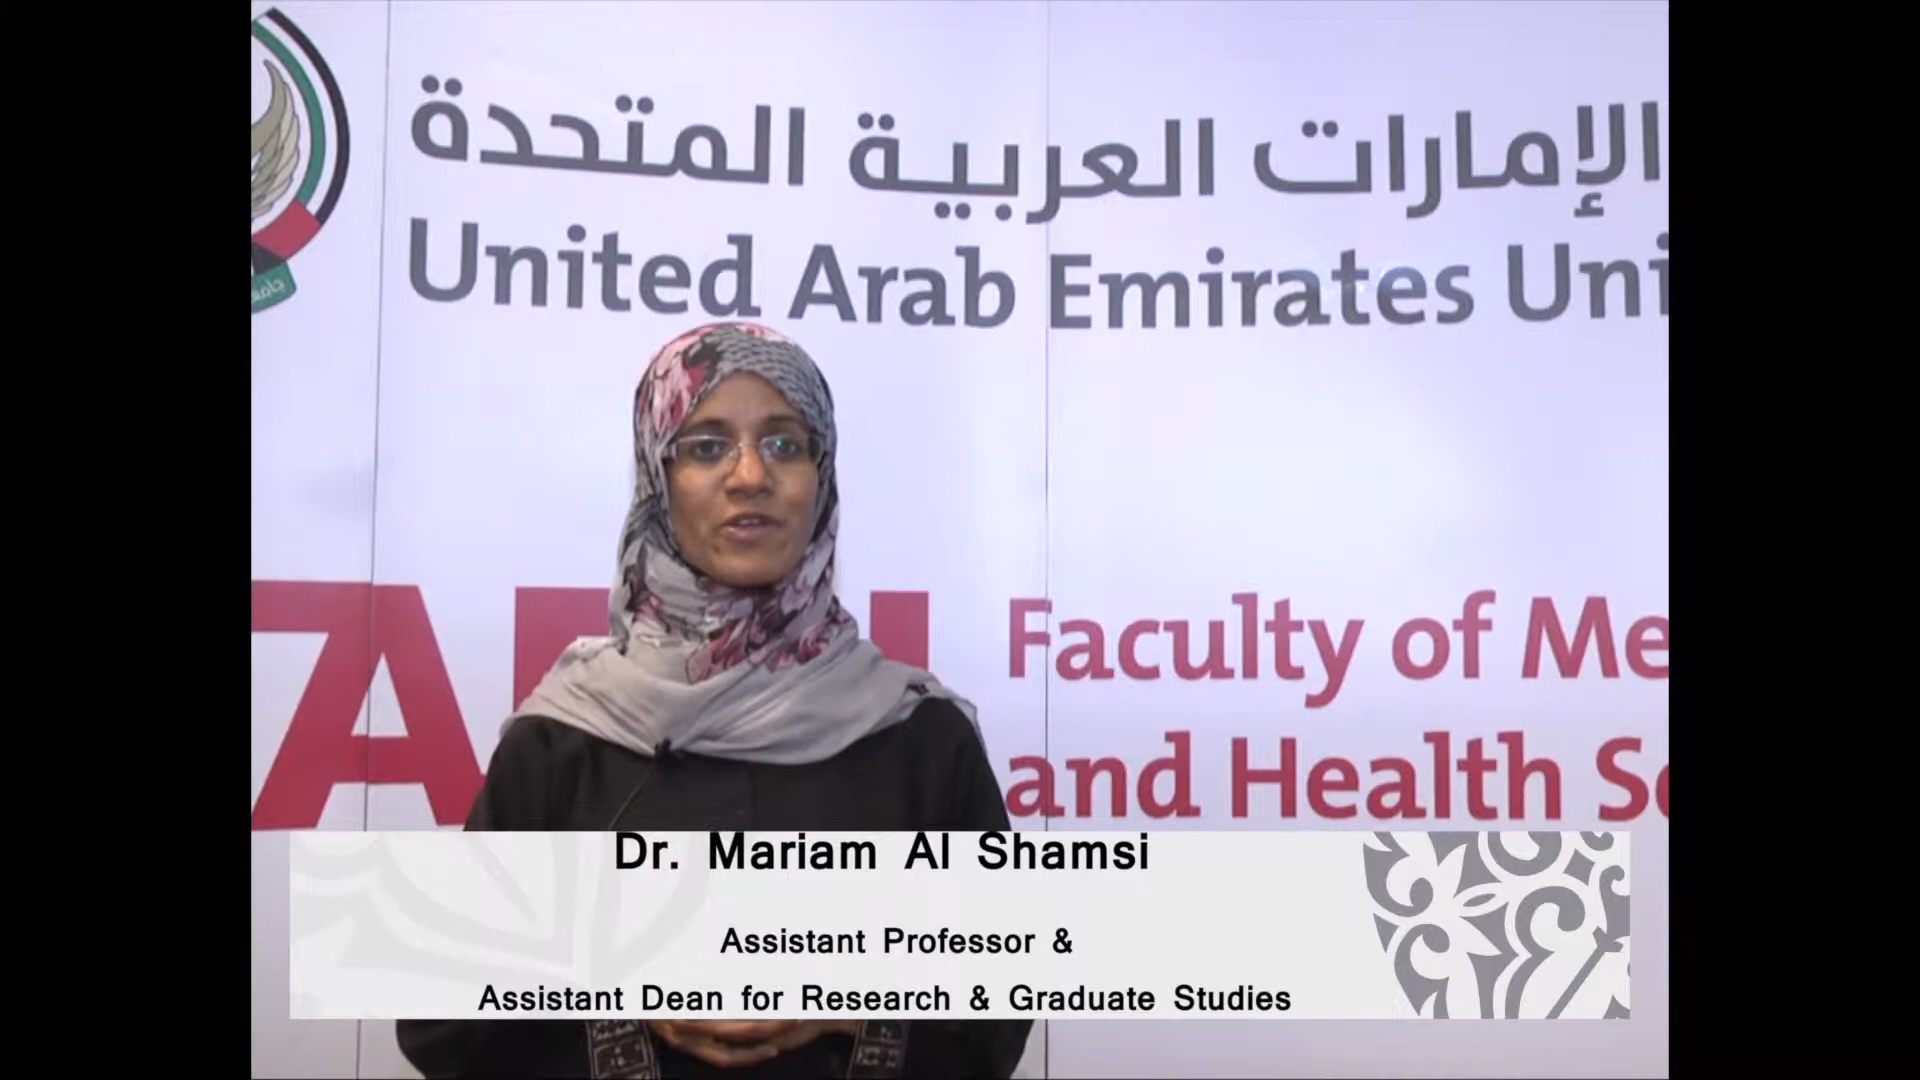 الإمارات العربية المتحدة
United Arab Emirates Uni
Faculty of Me
and Health Sc
Dr. Mariam Al Shamsi
Assistant Professor &
Assistant Dean for Research & Graduate Studies